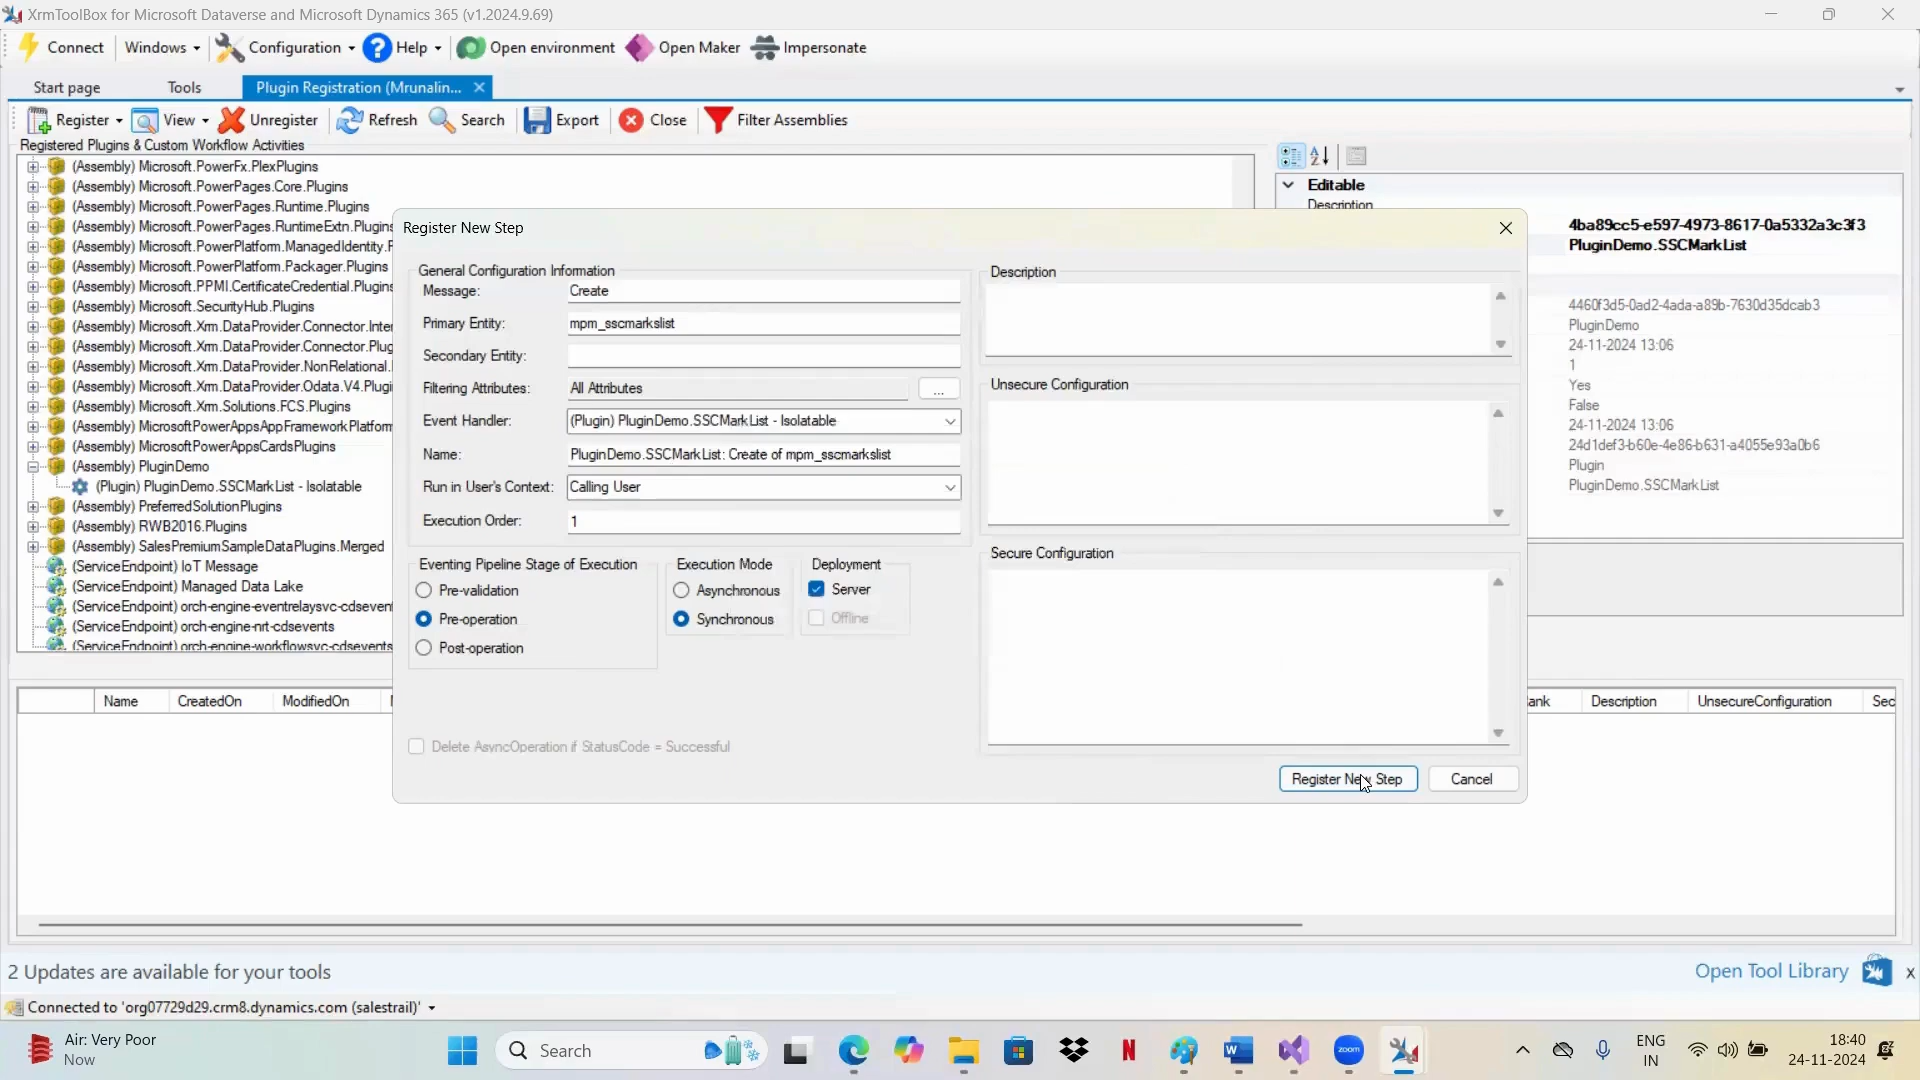 XrmToolBox for Microsoft Dataverse and Microsoft Dynamics 365 (v1.2024.9.69)
Connect Windows Configuration Help Open environment Open Maker Impersonate
Start page Tools Plugin Registration (Mrunalin...
Register View Unregister Refresh Search Export Close Filter Assemblies
Registered Plugins & Custom Workflow Activities
(Assembly) Microsoft.PowerFx.PlexPlugins
(Assembly) Microsoft.PowerPages.Core.Plugins
(Assembly) Microsoft.PowerPages.Runtime.Plugins
(Assembly) Microsoft.PowerPages.RuntimeExtn.Plugins
(Assembly) Microsoft.PowerPlatform.ManagedIdentity.F
(Assembly) Microsoft.PowerPlatform.Packager.Plugins
(Assembly) Microsoft.PPMI.CertificateCredential.Plugins
(Assembly) Microsoft.SecurityHub.Plugins
(Assembly) Microsoft.Xrm.DataProvider.Connector.Inter
(Assembly) Microsoft.Xrm.DataProvider.Connector.Plug
(Assembly) Microsoft.Xrm.DataProvider.NonRelational.
(Assembly) Microsoft.Xrm.DataProvider.Odata.V4.Plugi
(Assembly) Microsoft.Xrm.Solutions.FCS.Plugins
(Assembly) MicrosoftPowerAppsAppFrameworkPlatform
(Assembly) MicrosoftPowerAppsCardsPlugins
(Assembly) PluginDemo
(Plugin) PluginDemo.SSCMarkList - Isolatable
(Assembly) PreferredSolutionPlugins
(Assembly) RWB2016.Plugins
(Assembly) SalesPremiumSampleDataPlugins.Merged
(ServiceEndpoint) IoT Message
(ServiceEndpoint) Managed Data Lake
(ServiceEndpoint) orch-engine-eventrelaysvc-cdseven
(ServiceEndpoint) orch-engine-nrt-cdsevents
(ServiceEndpoint) orch-engine-workflowsvc-cdsevents
Editable
Description
4ba89cc5-e597-4973-8617-0a5332a3c3f3
PluginDemo.SSCMarkList
4460f3d5-0ad2-4ada-a89b-7630d35dcab3
PluginDemo
24-11-2024 13:06
1
Yes
False
24-11-2024 13:06
24d1def3-b60e-4e86-b631-a4055e93a0b6
Plugin
PluginDemo.SSCMarkList
Register New Step
General Configuration Information
Message: Create
Primary Entity: mpm_sscmarkslist
Secondary Entity:
Filtering Attributes: All Attributes ...
Event Handler: (Plugin) PluginDemo.SSCMarkList - Isolatable
Name: PluginDemo.SSCMarkList: Create of mpm_sscmarkslist
Run in User's Context: Calling User
Execution Order: 1
Eventing Pipeline Stage of Execution
Pre-validation
Pre-operation
Post-operation
Execution Mode
Asynchronous
Synchronous
Deployment
Server
Offline
Delete AsyncOperation if StatusCode = Successful
Description
Unsecure Configuration
Secure Configuration
Register New Step Cancel
Name CreatedOn ModifiedOn ank Description UnsecureConfiguration Sec
2 Updates are available for your tools Open Tool Library x
Connected to 'org07729d29.crm8.dynamics.com (salestrail)'
Air: Very Poor
Now
Search
zoom
ENG
IN
18:40
24-11-2024